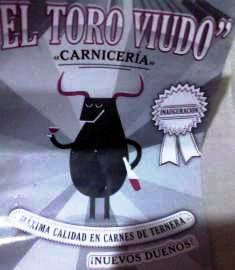 "EL TORO VIUDO"
«CARNICERÍA»
INAUGURACIÓN
MÁXIMA CALIDAD EN CARNES DE TERNERA
¡NUEVOS DUEÑOS!